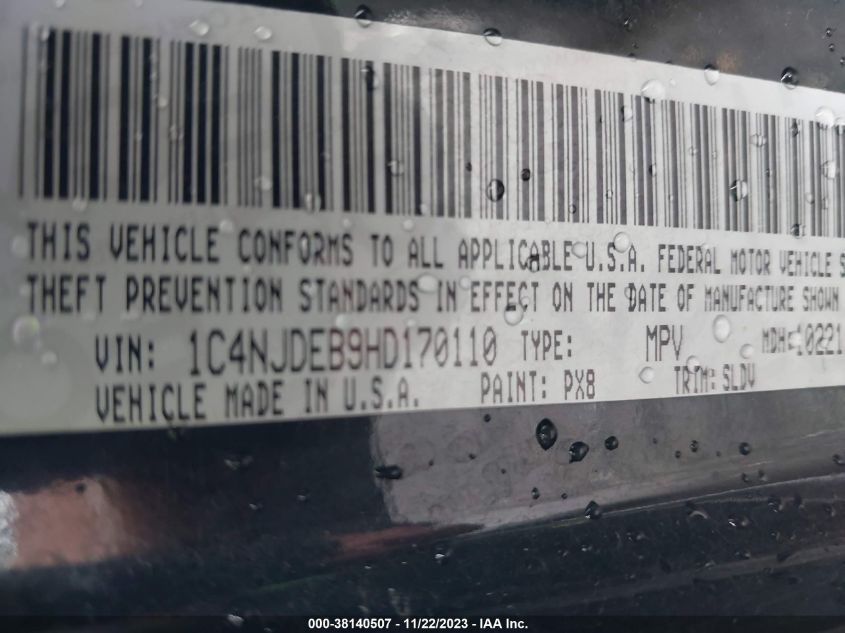 THIS VEHICLE CONFORMS TO ALL APPLICABLE U.S.A. FEDERAL MOTOR VEHICLE S
THEFT PREVENTION STANDARDS IN EFFECT ON THE DATE OF MANUFACTURE SHOWN
VIN: 1C4NJDEB9HD170110 TYPE: MPV MDH: 10221
VEHICLE MADE IN U.S.A. PAINT: PX8 TRIM: SLDV
000-38140507 - 11/22/2023 - IAA Inc.